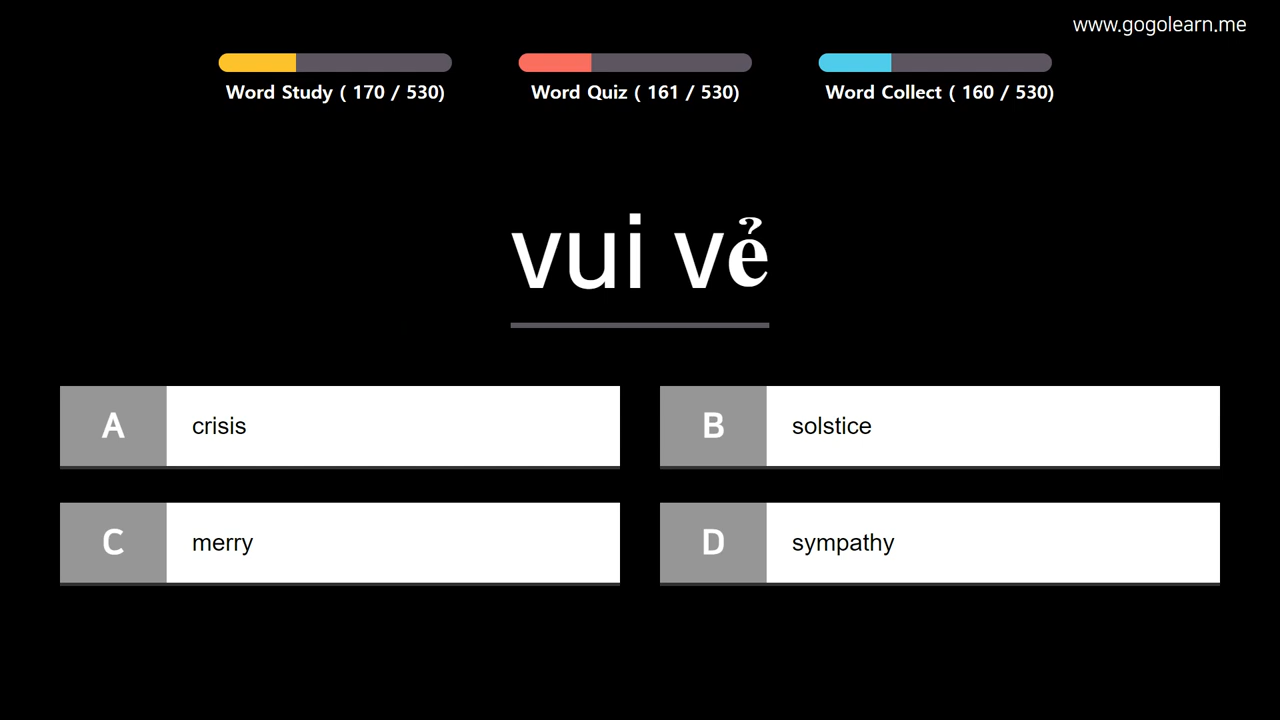 www.gogolearn.me
Word Study ( 170 / 530)
Word Quiz ( 161 / 530)
Word Collect ( 160 / 530)
vui vẻ
A crisis
B solstice
C merry
D sympathy